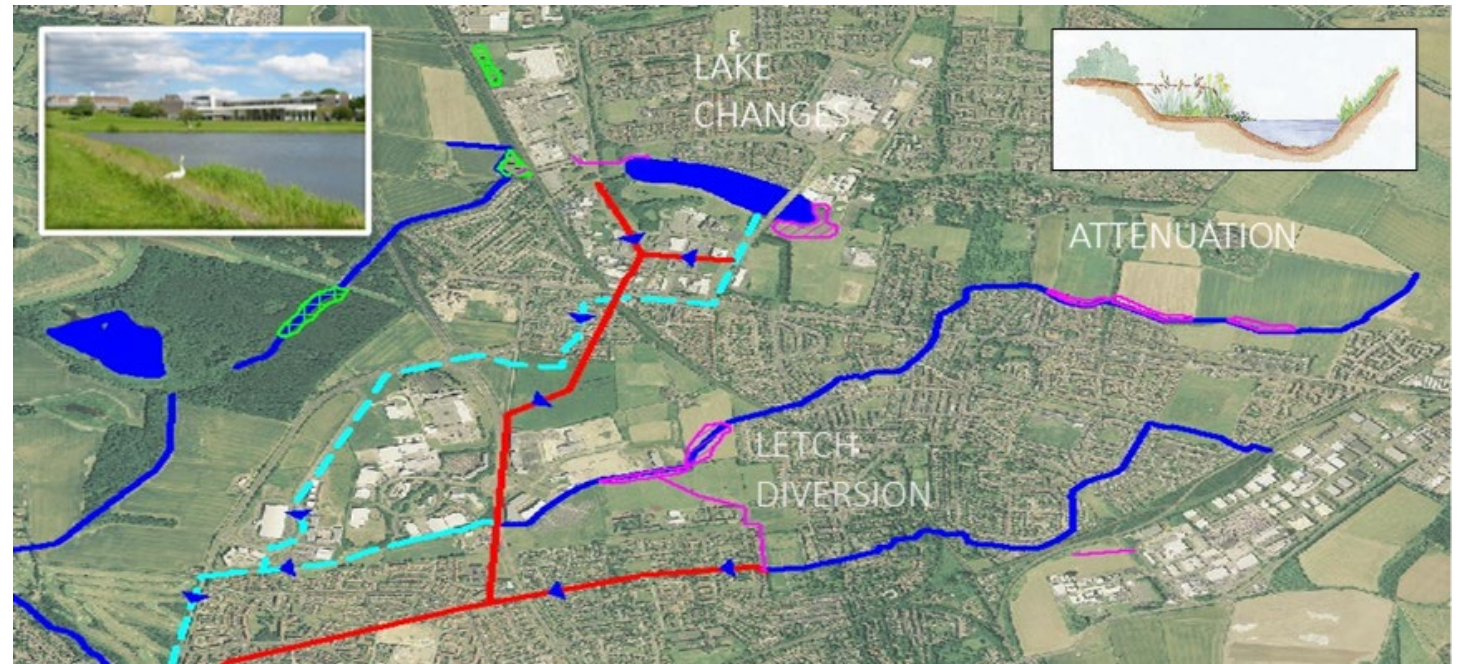 LAKE
CHANGES
ATTENUATION
LETCH
DIVERSION